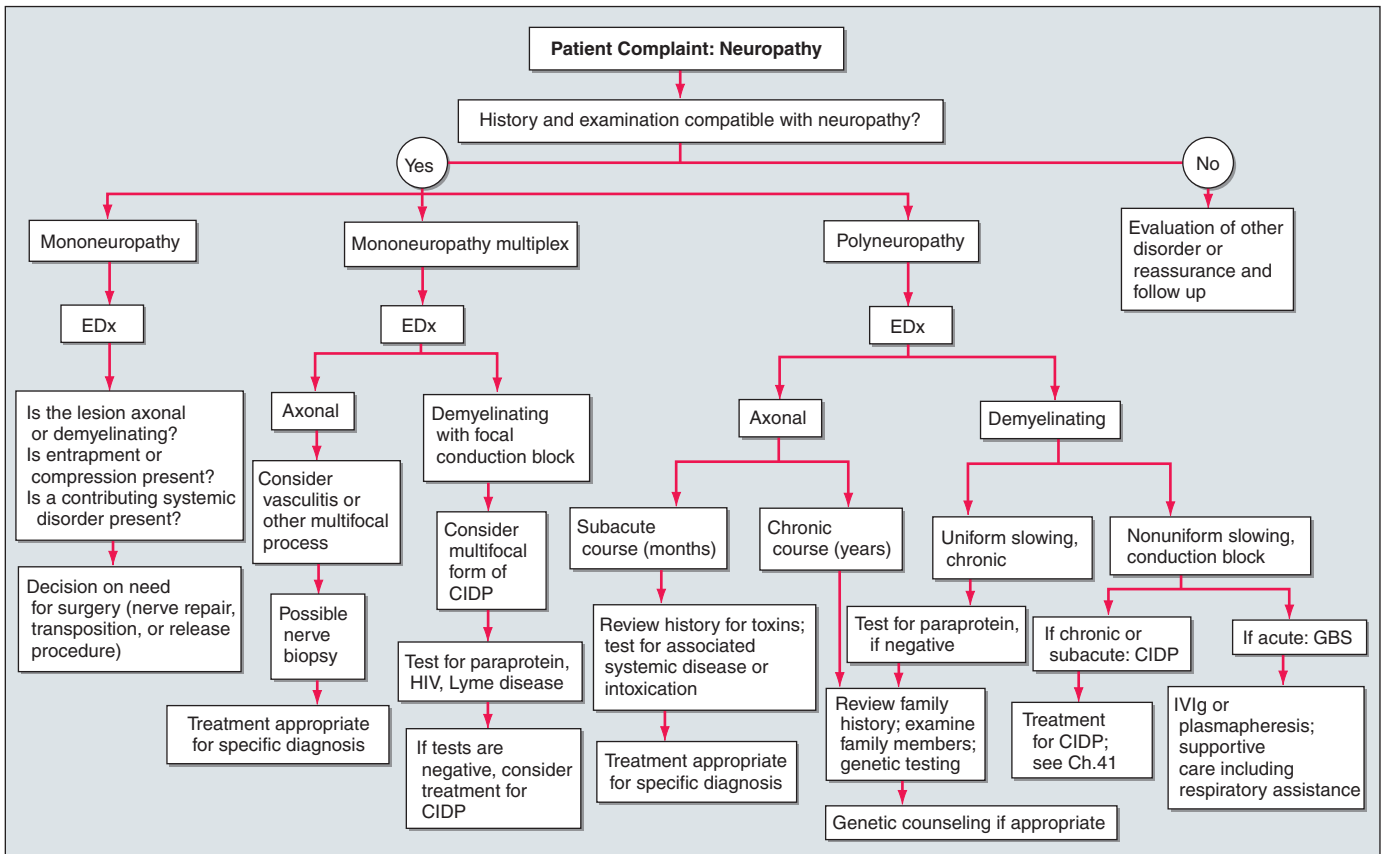 Patient Complaint: Neuropathy
History and examination compatible with neuropathy?
Yes
No
Mononeuropathy
Mononeuropathy multiplex
Polyneuropathy
Evaluation of other
disorder or
reassurance and
follow up
EDx
EDx
EDx
Is the lesion axonal
or demyelinating?
Is entrapment or
compression present?
Is a contributing systemic
disorder present?
Axonal
Demyelinating
with focal
conduction block
Axonal
Demyelinating
Consider
vasculitis or
other multifocal
process
Consider
multifocal
form of
CIDP
Subacute
course (months)
Chronic
course (years)
Uniform slowing,
chronic
Nonuniform slowing,
conduction block
Decision on need
for surgery (nerve repair,
transposition, or release
procedure)
Possible
nerve
biopsy
Test for paraprotein,
HIV, Lyme disease
Review history for toxins;
test for associated
systemic disease or
intoxication
Test for paraprotein,
if negative
If chronic or
subacute: CIDP
If acute: GBS
Treatment appropriate
for specific diagnosis
If tests are
negative, consider
treatment for
CIDP
Treatment appropriate
for specific diagnosis
Review family
history; examine
family members;
genetic testing
Treatment
for CIDP;
see Ch.41
IVIg or
plasmapheresis;
supportive
care including
respiratory assistance
Genetic counseling if appropriate